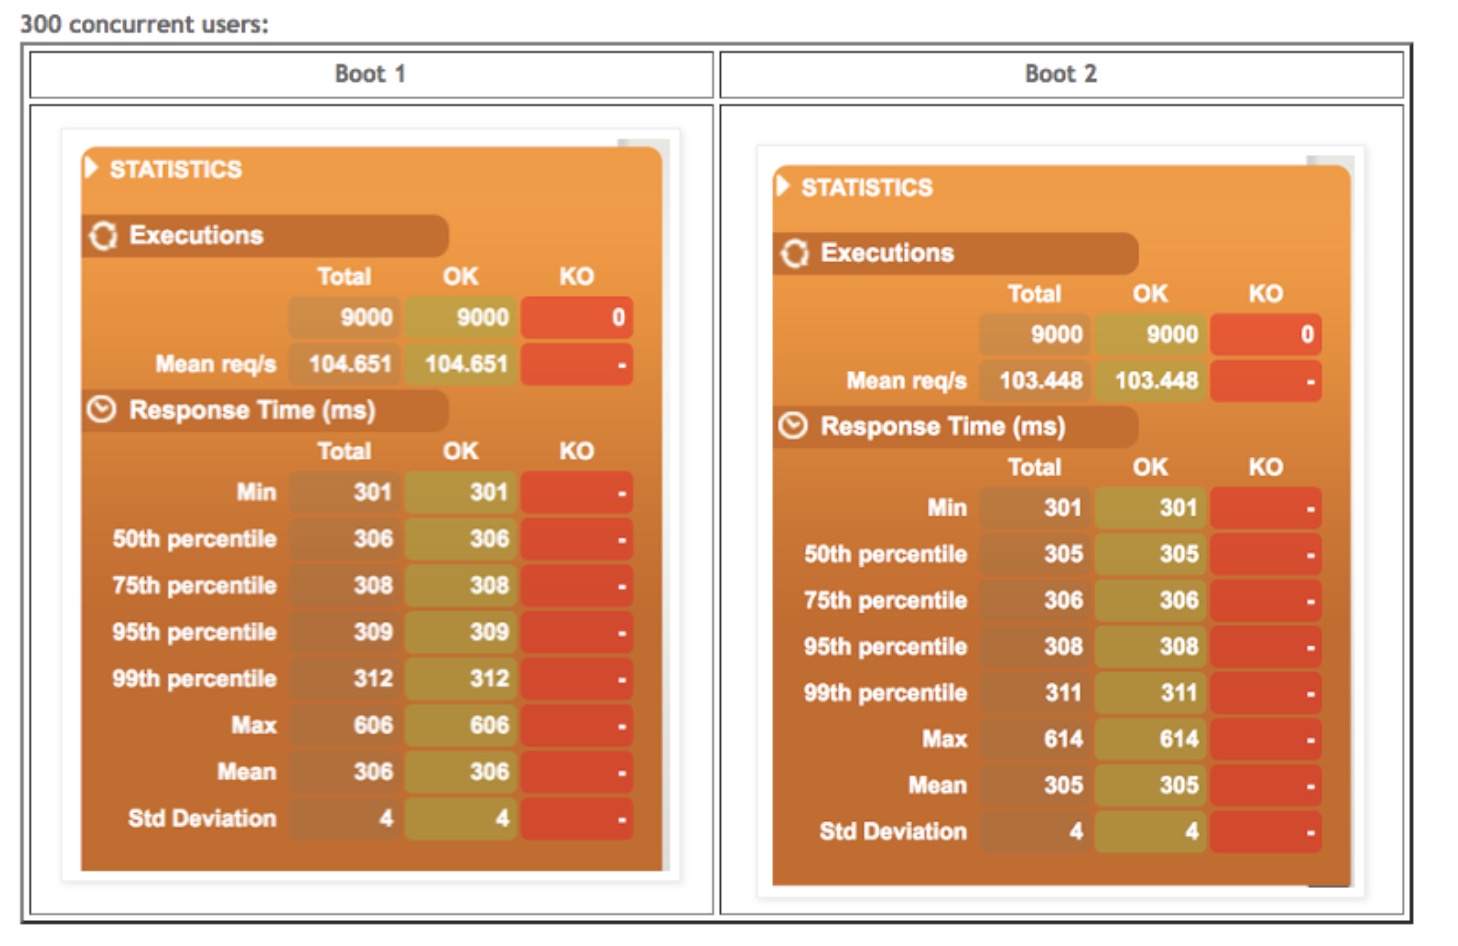 300 concurrent users:
Boot 1
Boot 2
STATISTICS
Executions
Total OK KO
9000 9000 0
Mean req/s 104.651 104.651 -
Response Time (ms)
Total OK KO
Min 301 301 -
50th percentile 306 306 -
75th percentile 308 308 -
95th percentile 309 309 -
99th percentile 312 312 -
Max 606 606 -
Mean 306 306 -
Std Deviation 4 4 -
STATISTICS
Executions
Total OK KO
9000 9000 0
Mean req/s 103.448 103.448 -
Response Time (ms)
Total OK KO
Min 301 301 -
50th percentile 305 305 -
75th percentile 306 306 -
95th percentile 308 308 -
99th percentile 311 311 -
Max 614 614 -
Mean 305 305 -
Std Deviation 4 4 -